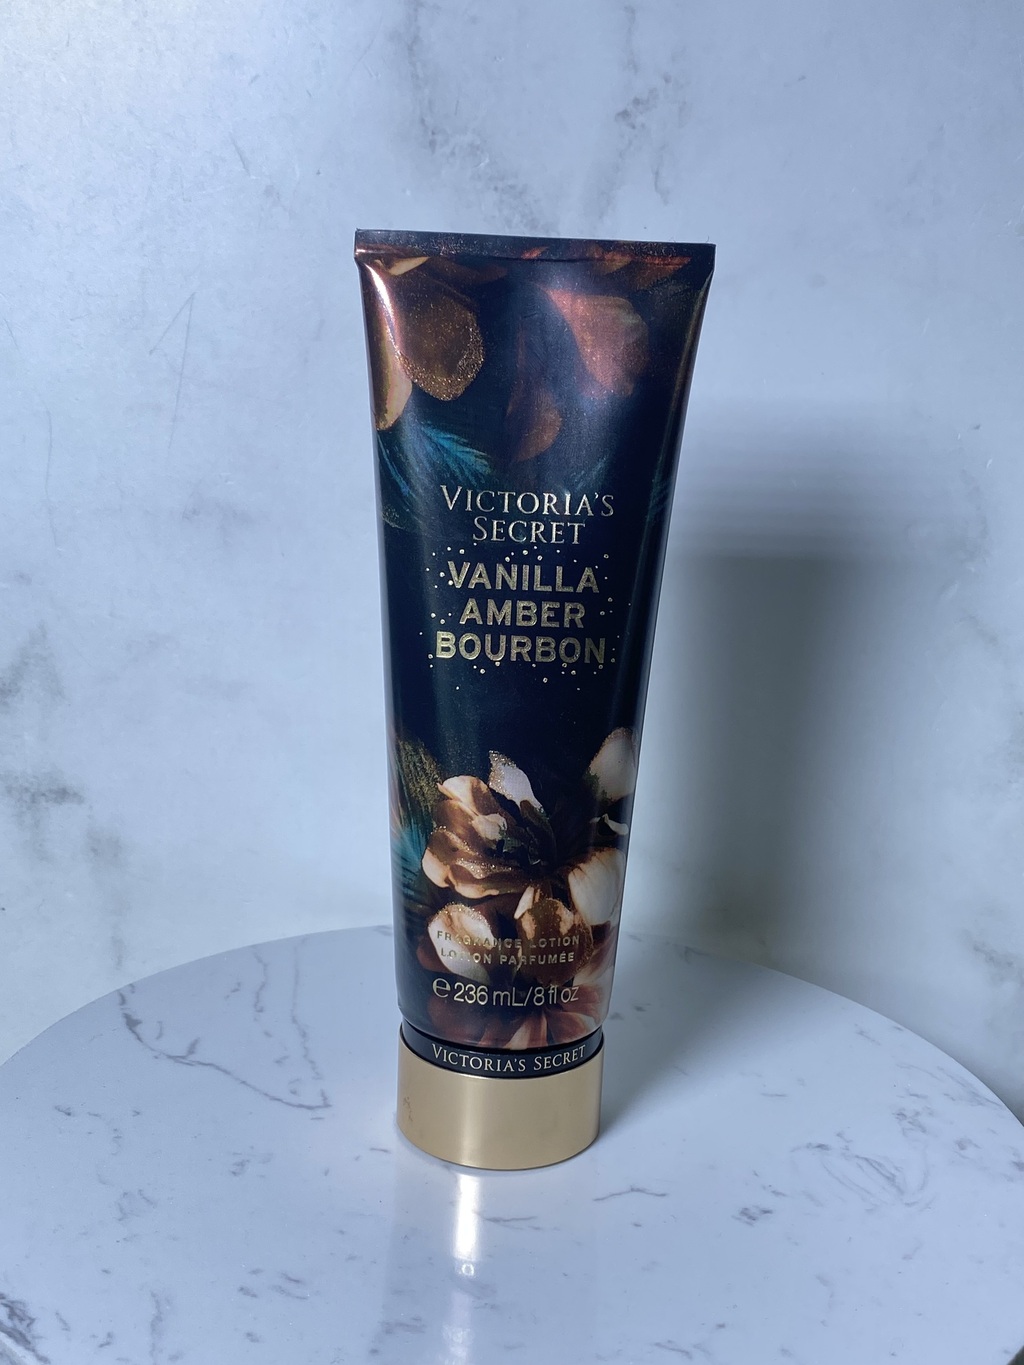 VICTORIA'S
SECRET
VANILLA
AMBER
BOURBON
FRAGRANCE LOTION
LOTION PARFUMÉE
℮ 236 mL/8 fl oz
VICTORIA'S SECRET